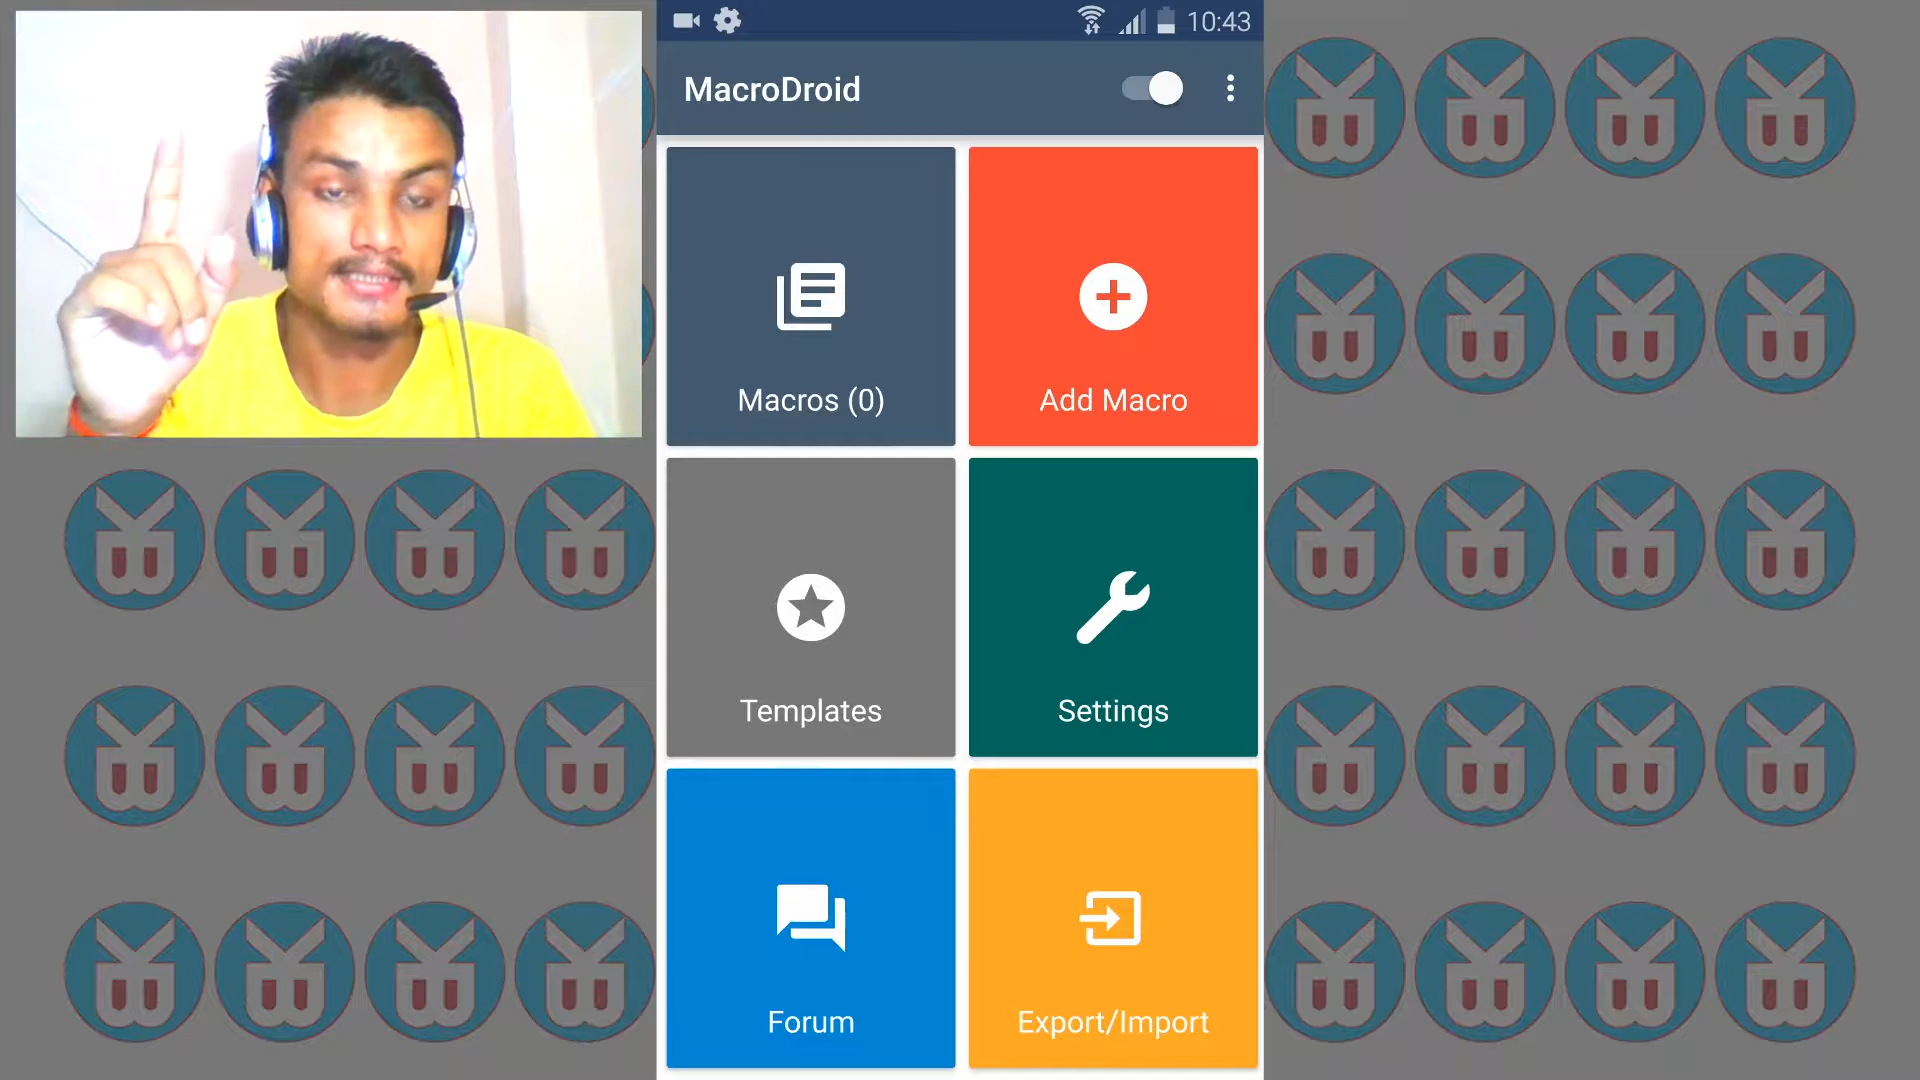 10:43
MacroDroid
Macros (0)
Add Macro
Templates
Settings
Forum
Export/Import